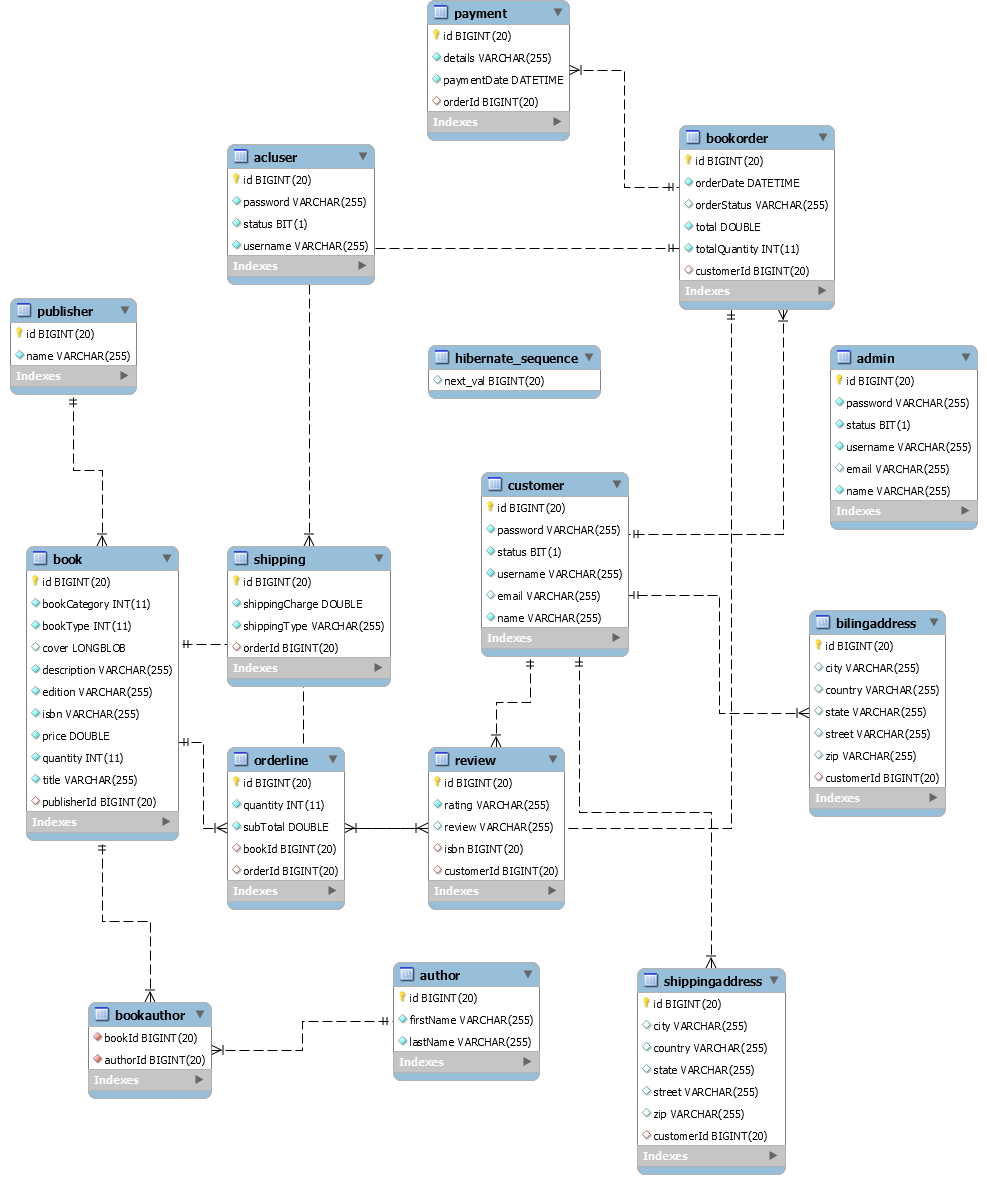 payment
id BIGINT(20)
details VARCHAR(255)
paymentDate DATETIME
orderId BIGINT(20)
Indexes
bookorder
id BIGINT(20)
orderDate DATETIME
orderStatus VARCHAR(255)
total DOUBLE
totalQuantity INT(11)
customerId BIGINT(20)
Indexes
acluser
id BIGINT(20)
password VARCHAR(255)
status BIT(1)
username VARCHAR(255)
Indexes
publisher
id BIGINT(20)
name VARCHAR(255)
Indexes
hibernate_sequence
next_val BIGINT(20)
admin
id BIGINT(20)
password VARCHAR(255)
status BIT(1)
username VARCHAR(255)
email VARCHAR(255)
name VARCHAR(255)
Indexes
customer
id BIGINT(20)
password VARCHAR(255)
status BIT(1)
username VARCHAR(255)
email VARCHAR(255)
name VARCHAR(255)
Indexes
book
id BIGINT(20)
bookCategory INT(11)
bookType INT(11)
cover LONGBLOB
description VARCHAR(255)
edition VARCHAR(255)
isbn VARCHAR(255)
price DOUBLE
quantity INT(11)
title VARCHAR(255)
publisherId BIGINT(20)
Indexes
shipping
id BIGINT(20)
shippingCharge DOUBLE
shippingType VARCHAR(255)
orderId BIGINT(20)
Indexes
bilingaddress
id BIGINT(20)
city VARCHAR(255)
country VARCHAR(255)
state VARCHAR(255)
street VARCHAR(255)
zip VARCHAR(255)
customerId BIGINT(20)
Indexes
orderline
id BIGINT(20)
quantity INT(11)
subTotal DOUBLE
bookId BIGINT(20)
orderId BIGINT(20)
Indexes
review
id BIGINT(20)
rating VARCHAR(255)
review VARCHAR(255)
isbn BIGINT(20)
customerId BIGINT(20)
Indexes
author
id BIGINT(20)
firstName VARCHAR(255)
lastName VARCHAR(255)
Indexes
shippingaddress
id BIGINT(20)
city VARCHAR(255)
country VARCHAR(255)
state VARCHAR(255)
street VARCHAR(255)
zip VARCHAR(255)
customerId BIGINT(20)
Indexes
bookauthor
bookId BIGINT(20)
authorId BIGINT(20)
Indexes